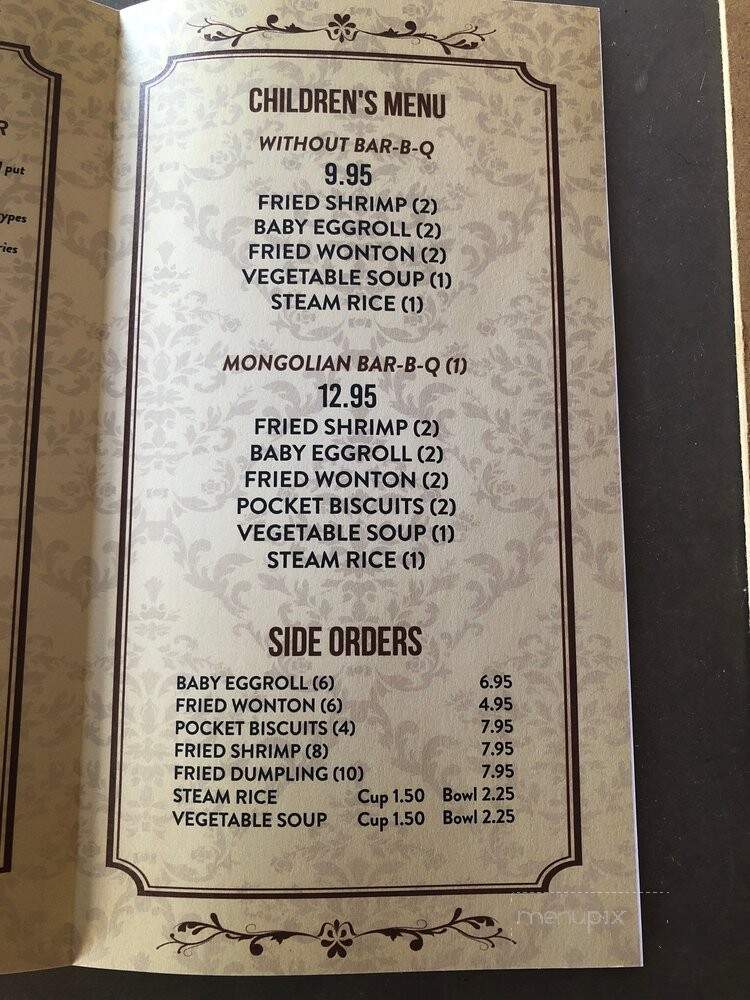 R
put
types
ries
CHILDREN'S MENU
WITHOUT BAR-B-Q
9.95
FRIED SHRIMP (2)
BABY EGGROLL (2)
FRIED WONTON (2)
VEGETABLE SOUP (1)
STEAM RICE (1)
MONGOLIAN BAR-B-Q (1)
12.95
FRIED SHRIMP (2)
BABY EGGROLL (2)
FRIED WONTON (2)
POCKET BISCUITS (2)
VEGETABLE SOUP (1)
STEAM RICE (1)
SIDE ORDERS
BABY EGGROLL (6) 6.95
FRIED WONTON (6) 4.95
POCKET BISCUITS (4) 7.95
FRIED SHRIMP (8) 7.95
FRIED DUMPLING (10) 7.95
STEAM RICE Cup 1.50 Bowl 2.25
VEGETABLE SOUP Cup 1.50 Bowl 2.25
menupix